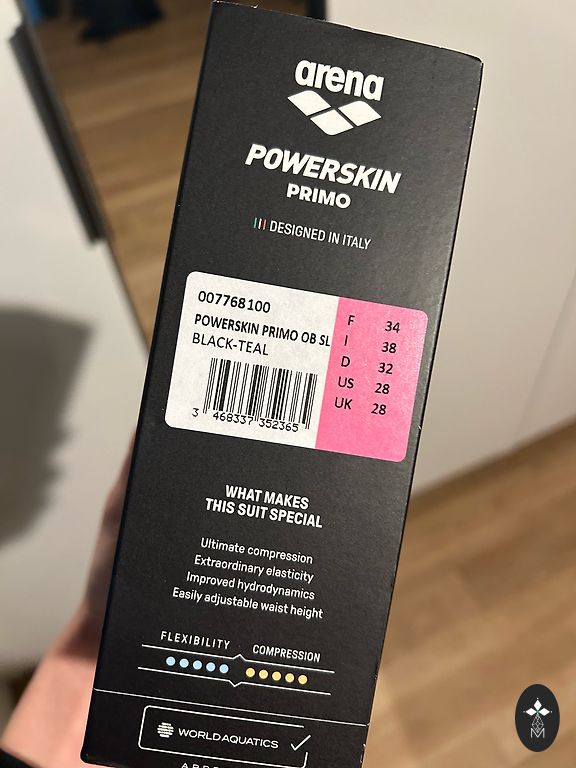 arena
POWERSKIN
PRIMO
DESIGNED IN ITALY
007768100
POWERSKIN PRIMO OB SL
BLACK-TEAL
3 468337 352365
F 34
I 38
D 32
US 28
UK 28
WHAT MAKES
THIS SUIT SPECIAL
Ultimate compression
Extraordinary elasticity
Improved hydrodynamics
Easily adjustable waist height
FLEXIBILITY COMPRESSION
WORLD AQUATICS